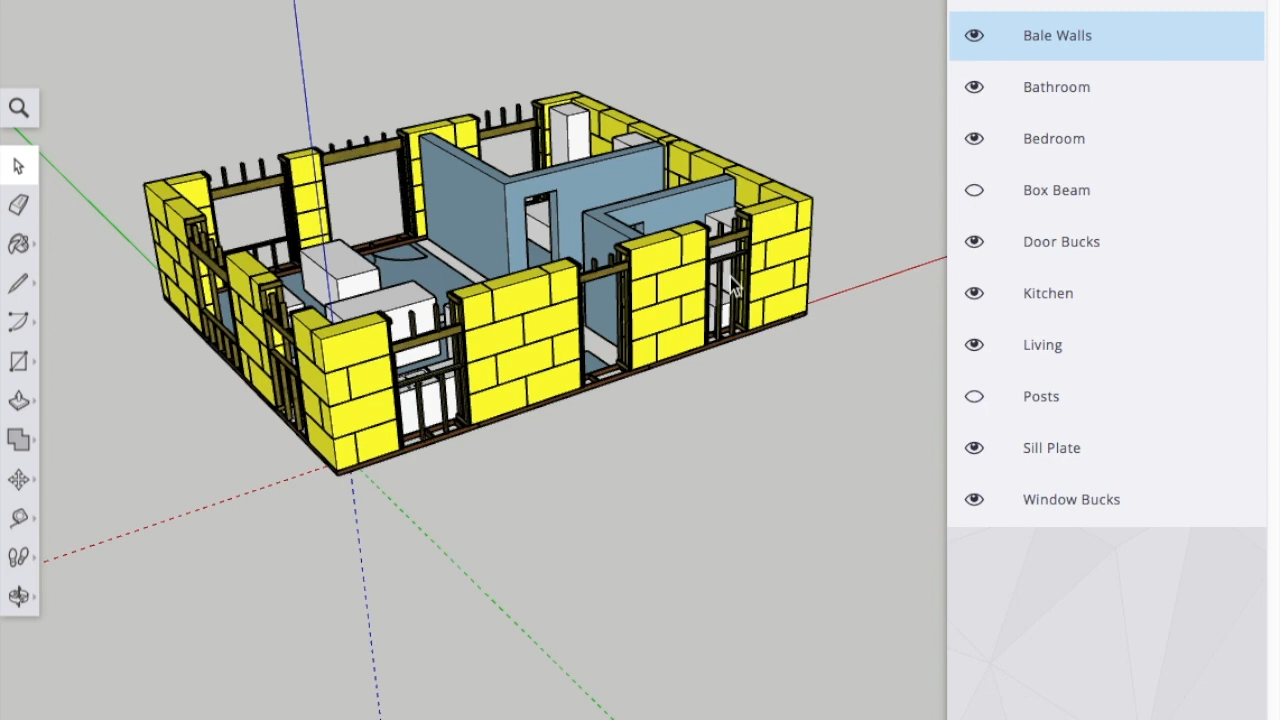 Bale Walls
Bathroom
Bedroom
Box Beam
Door Bucks
Kitchen
Living
Posts
Sill Plate
Window Bucks